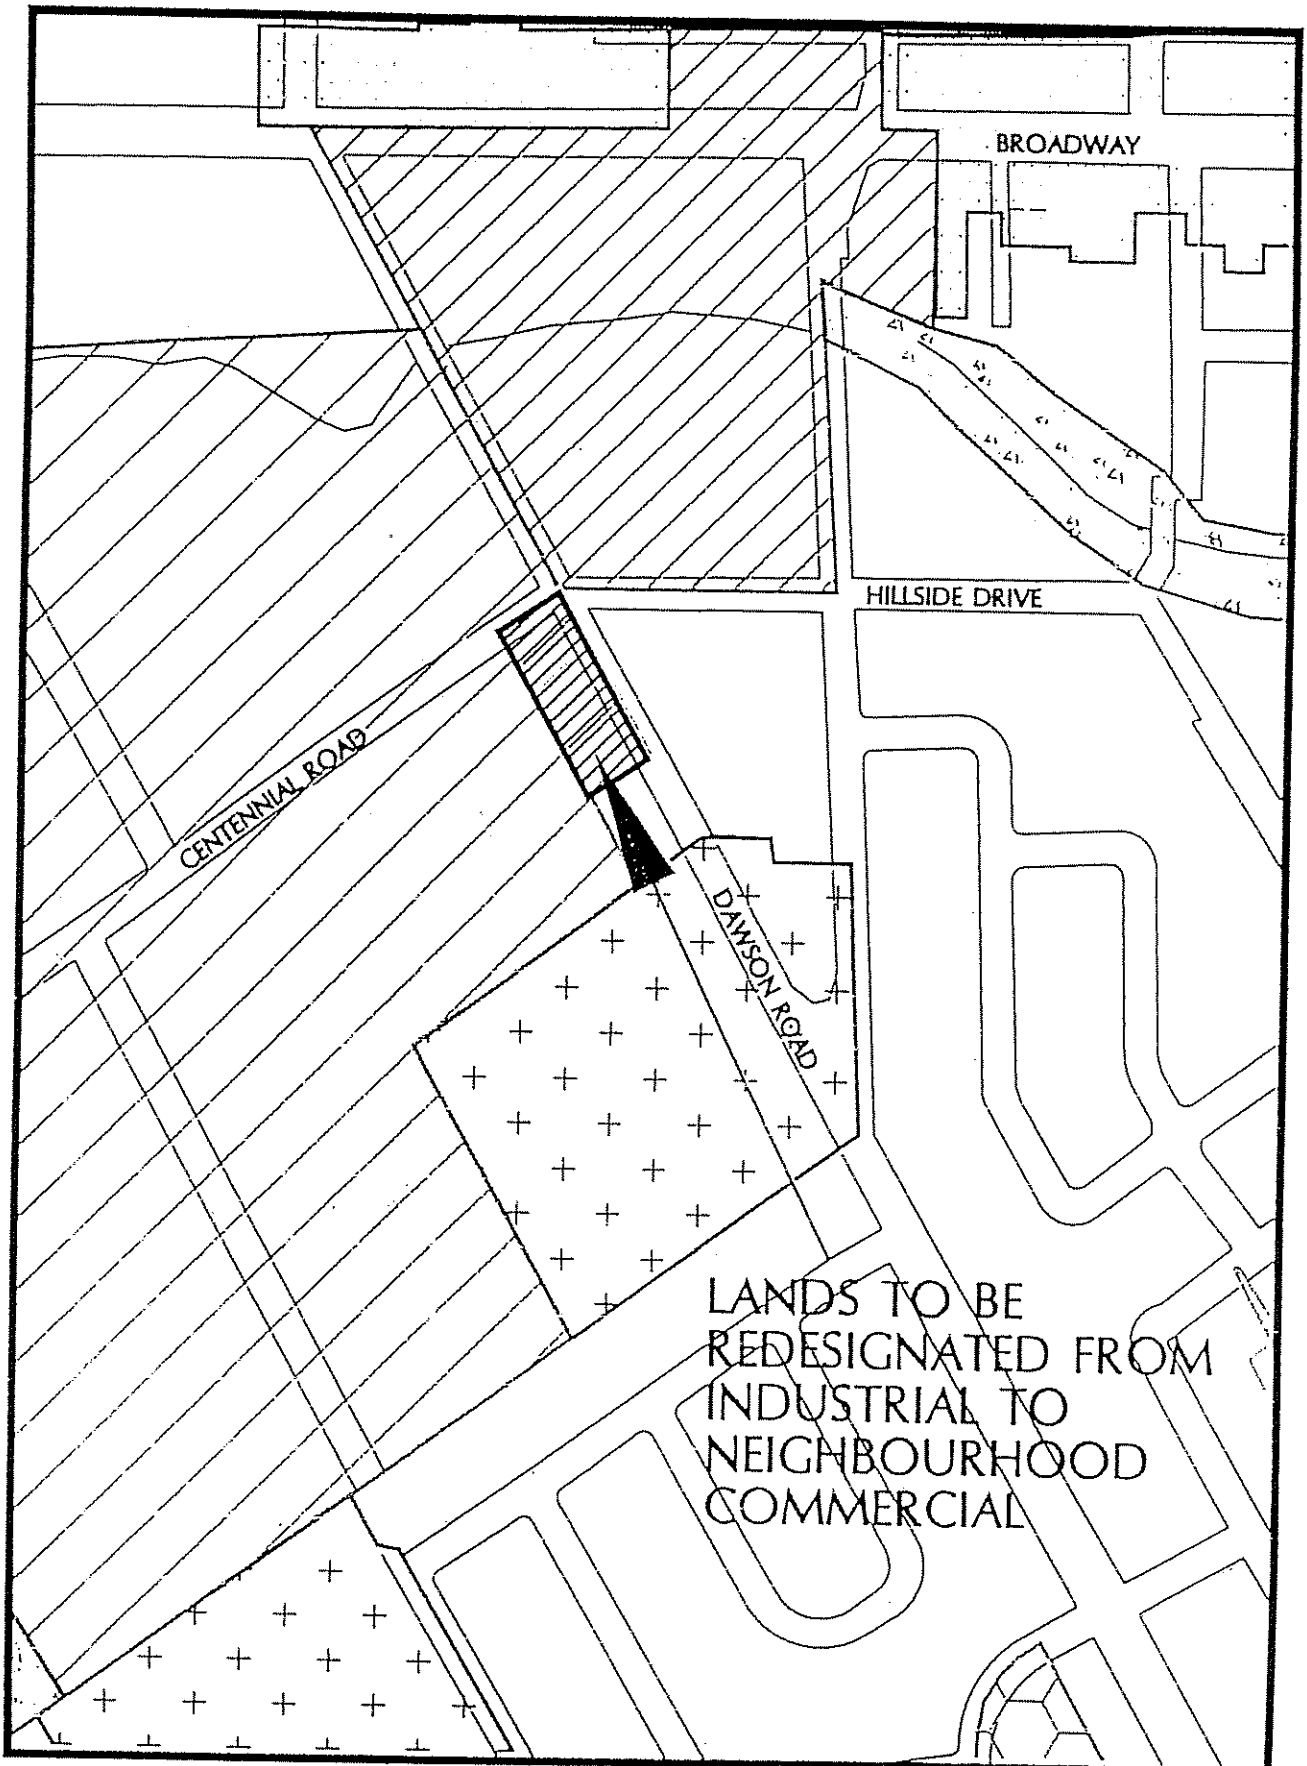 BROADWAY
HILLSIDE DRIVE
CENTENNIAL ROAD
DAWSON ROAD
LANDS TO BE
REDESIGNATED FROM
INDUSTRIAL TO
NEIGHBOURHOOD
COMMERCIAL